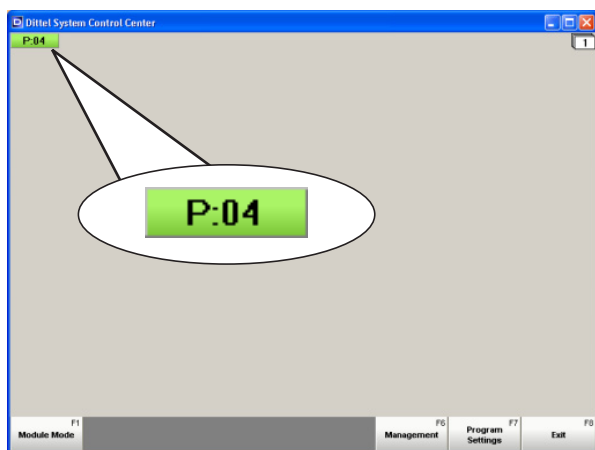 Dittel System Control Center
P:04
1
P:04
F1
Module Mode
F6
Management
F7
Program
Settings
F8
Exit